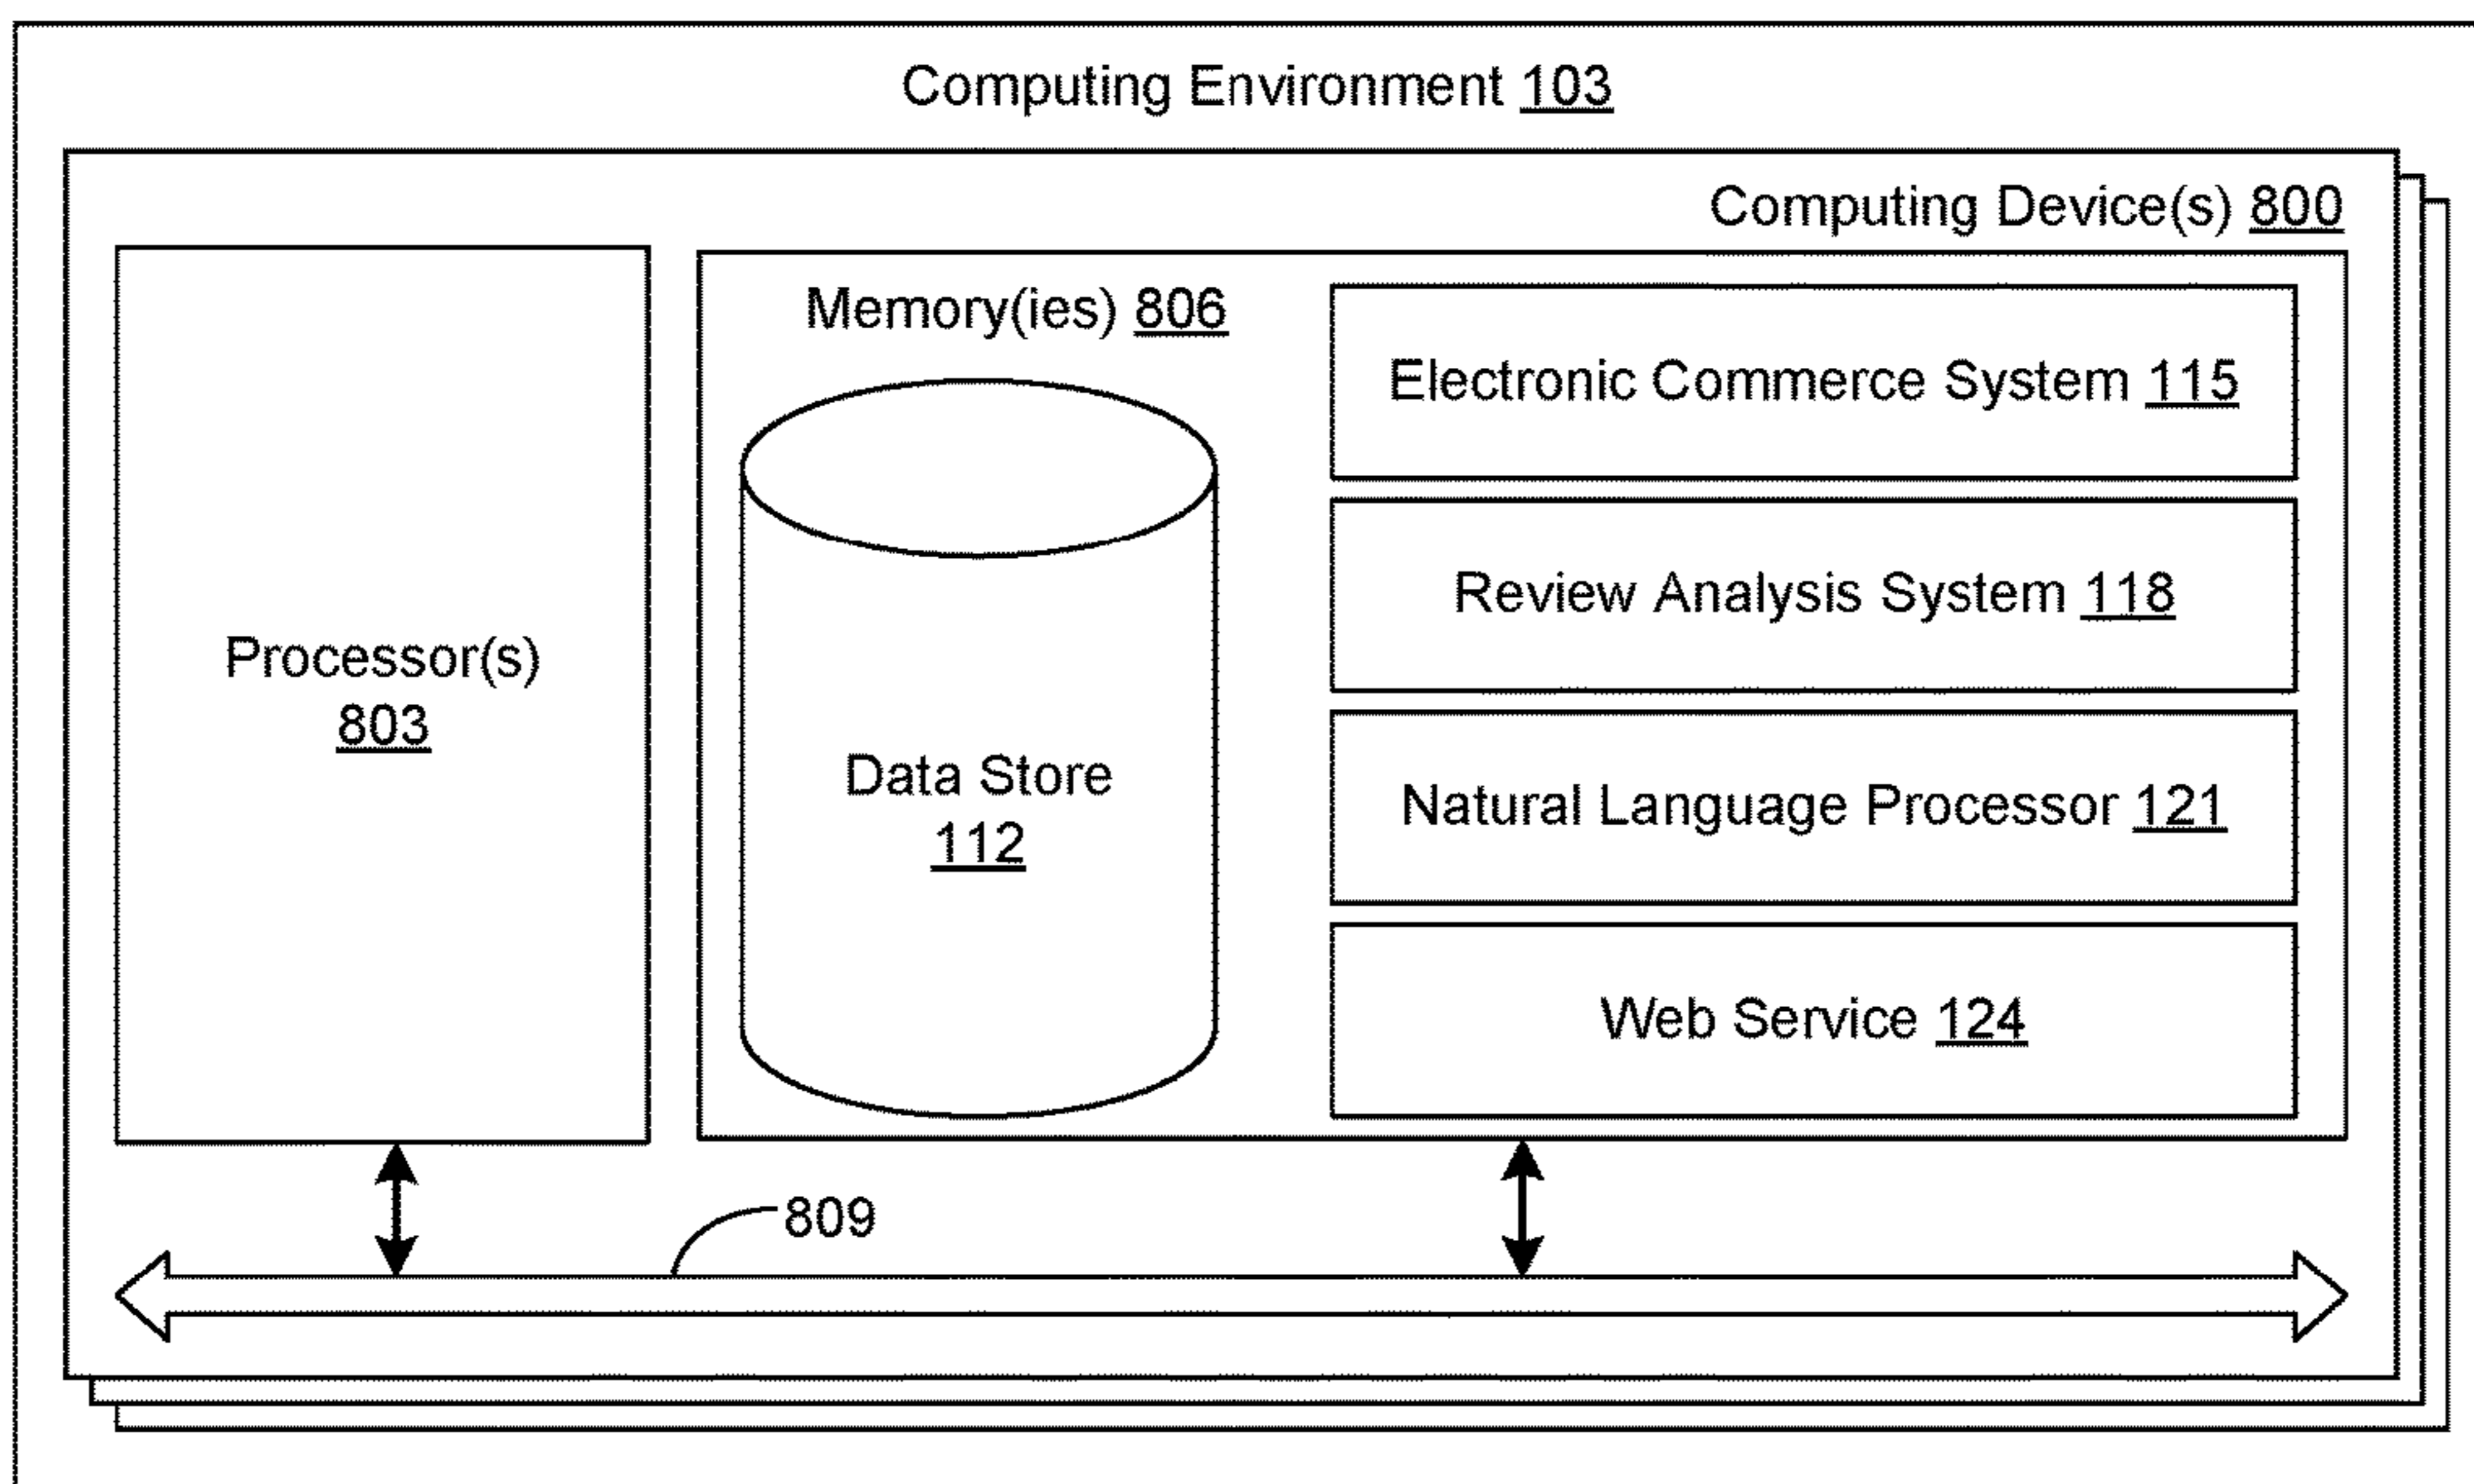 Computing Environment 103
Computing Device(s) 800
Processor(s)
803
Memory(ies) 806
Data Store
112
Electronic Commerce System 115
Review Analysis System 118
Natural Language Processor 121
Web Service 124
809